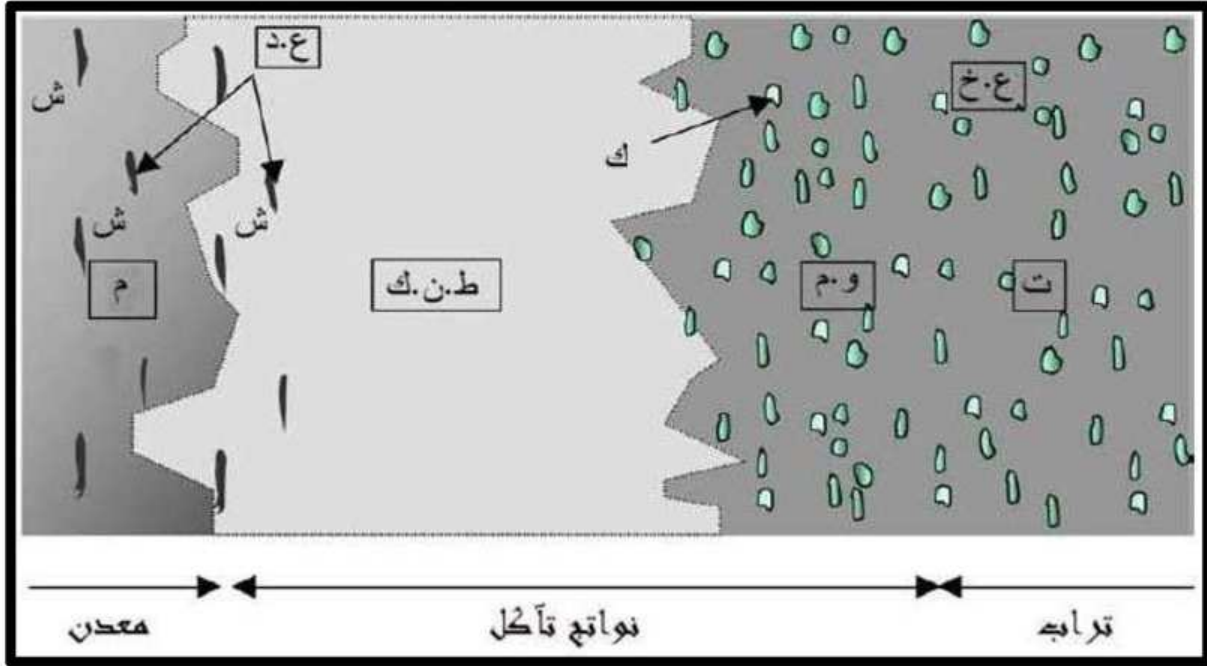 ع.د
ع.خ
ش
ك
ش
ش
ت
و.م
ط.ن.ك
م
تراب
نواتج تآكل
معدن